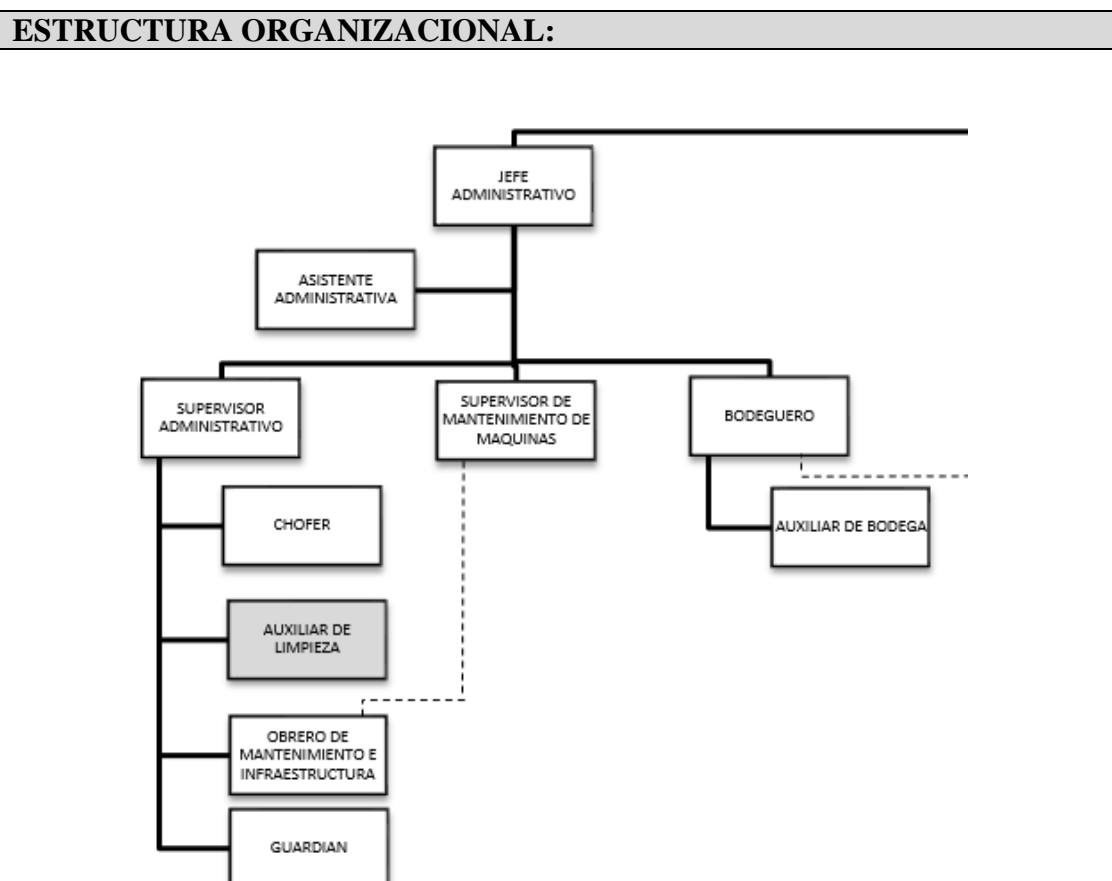 ESTRUCTURA ORGANIZACIONAL:
JEFE
ADMINISTRATIVO
ASISTENTE
ADMINISTRATIVA
SUPERVISOR
ADMINISTRATIVO
SUPERVISOR DE
MANTENIMIENTO DE
MAQUINAS
BODEGUERO
CHOFER
AUXILIAR DE BODEGA
AUXILIAR DE
LIMPIEZA
OBRERO DE
MANTENIMIENTO E
INFRAESTRUCTURA
GUARDIAN